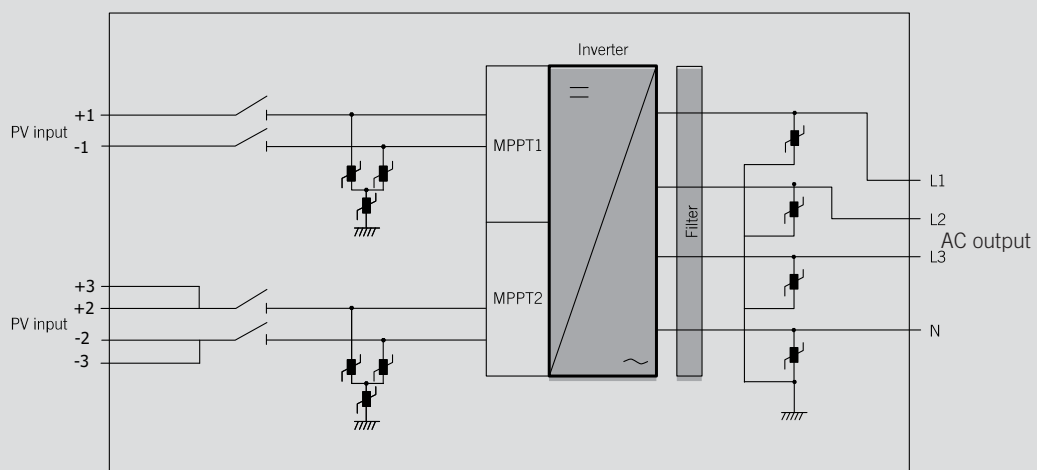 Inverter
+1
PV input
-1
MPPT1
L1
L2
Filter
AC output
L3
+3
+2
MPPT2
PV input
-2
N
-3